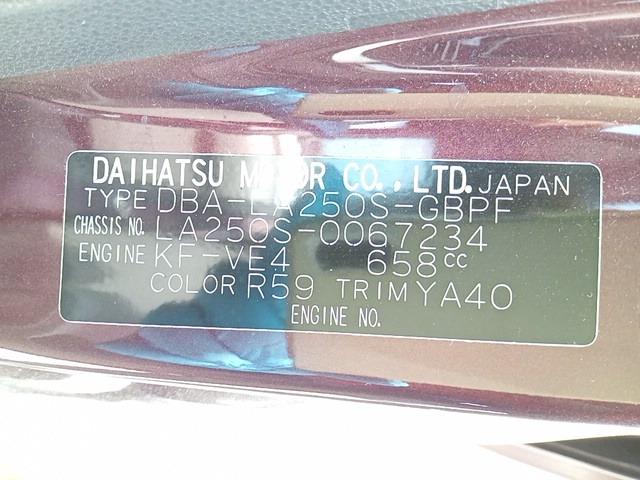 DAIHATSU MOTOR CO., LTD. JAPAN
TYPE DBA-LA250S-GBPF
CHASSIS NO. LA250S-0067234
ENGINE KF-VE4 658cc
COLOR R59 TRIM YA40
ENGINE NO.